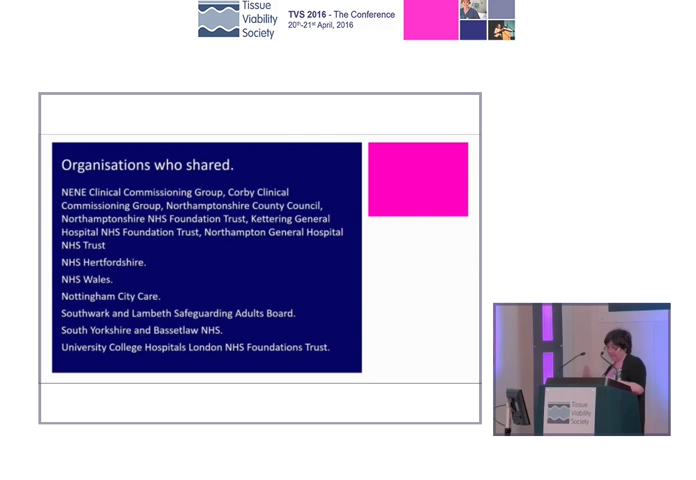 Tissue
Viability
Society
TVS 2016 - The Conference
20th-21st April, 2016
Organisations who shared.
NENE Clinical Commissioning Group, Corby Clinical
Commissioning Group, Northamptonshire County Council,
Northamptonshire NHS Foundation Trust, Kettering General
Hospital NHS Foundation Trust, Northampton General Hospital
NHS Trust
NHS Hertfordshire.
NHS Wales.
Nottingham City Care.
Southwark and Lambeth Safeguarding Adults Board.
South Yorkshire and Bassetlaw NHS.
University College Hospitals London NHS Foundations Trust.
Tissue
Viability
Society